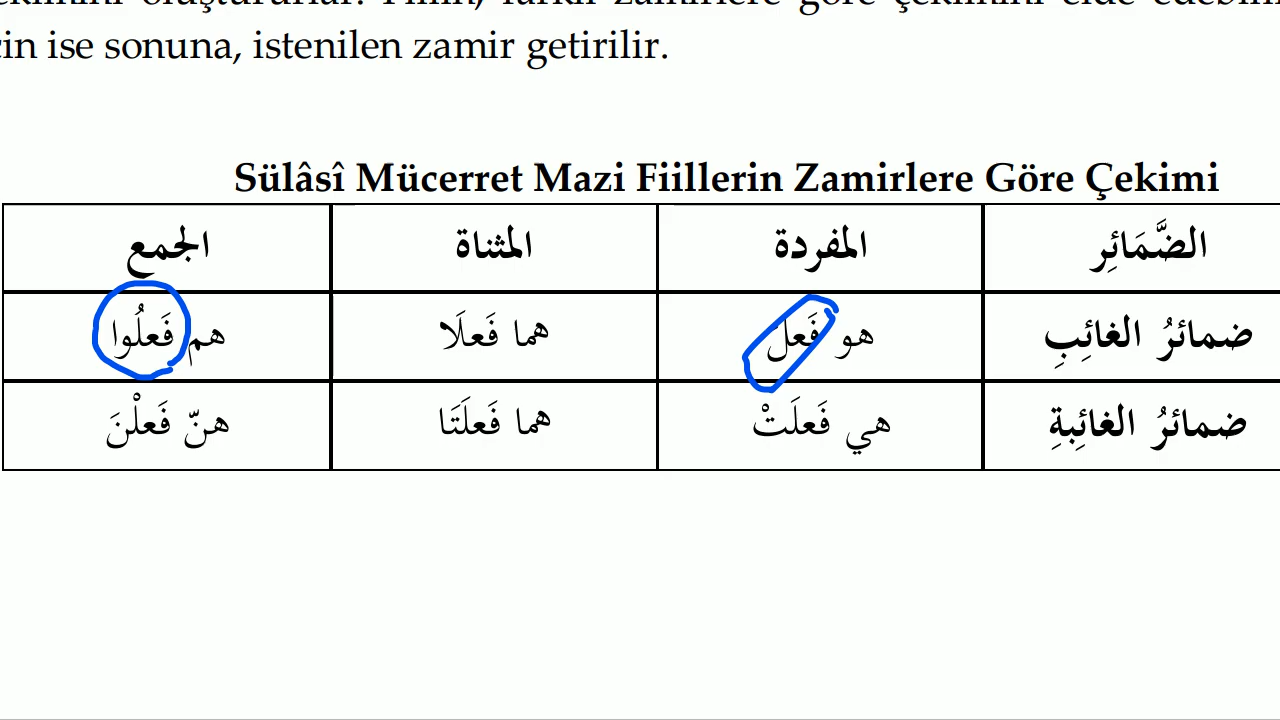 için ise sonuna, istenilen zamir getirilir.
Sülâsî Mücerret Mazi Fiillerin Zamirlere Göre Çekimi
الضَّمَائِر المفردة المثناة الجمع
ضمائرُ الغائِبِ هو فَعل هما فَعلَا هم فَعلُوا
ضمائرُ الغائِبةِ هي فَعلَتْ هما فَعلَتَا هنّ فَعلْنَ